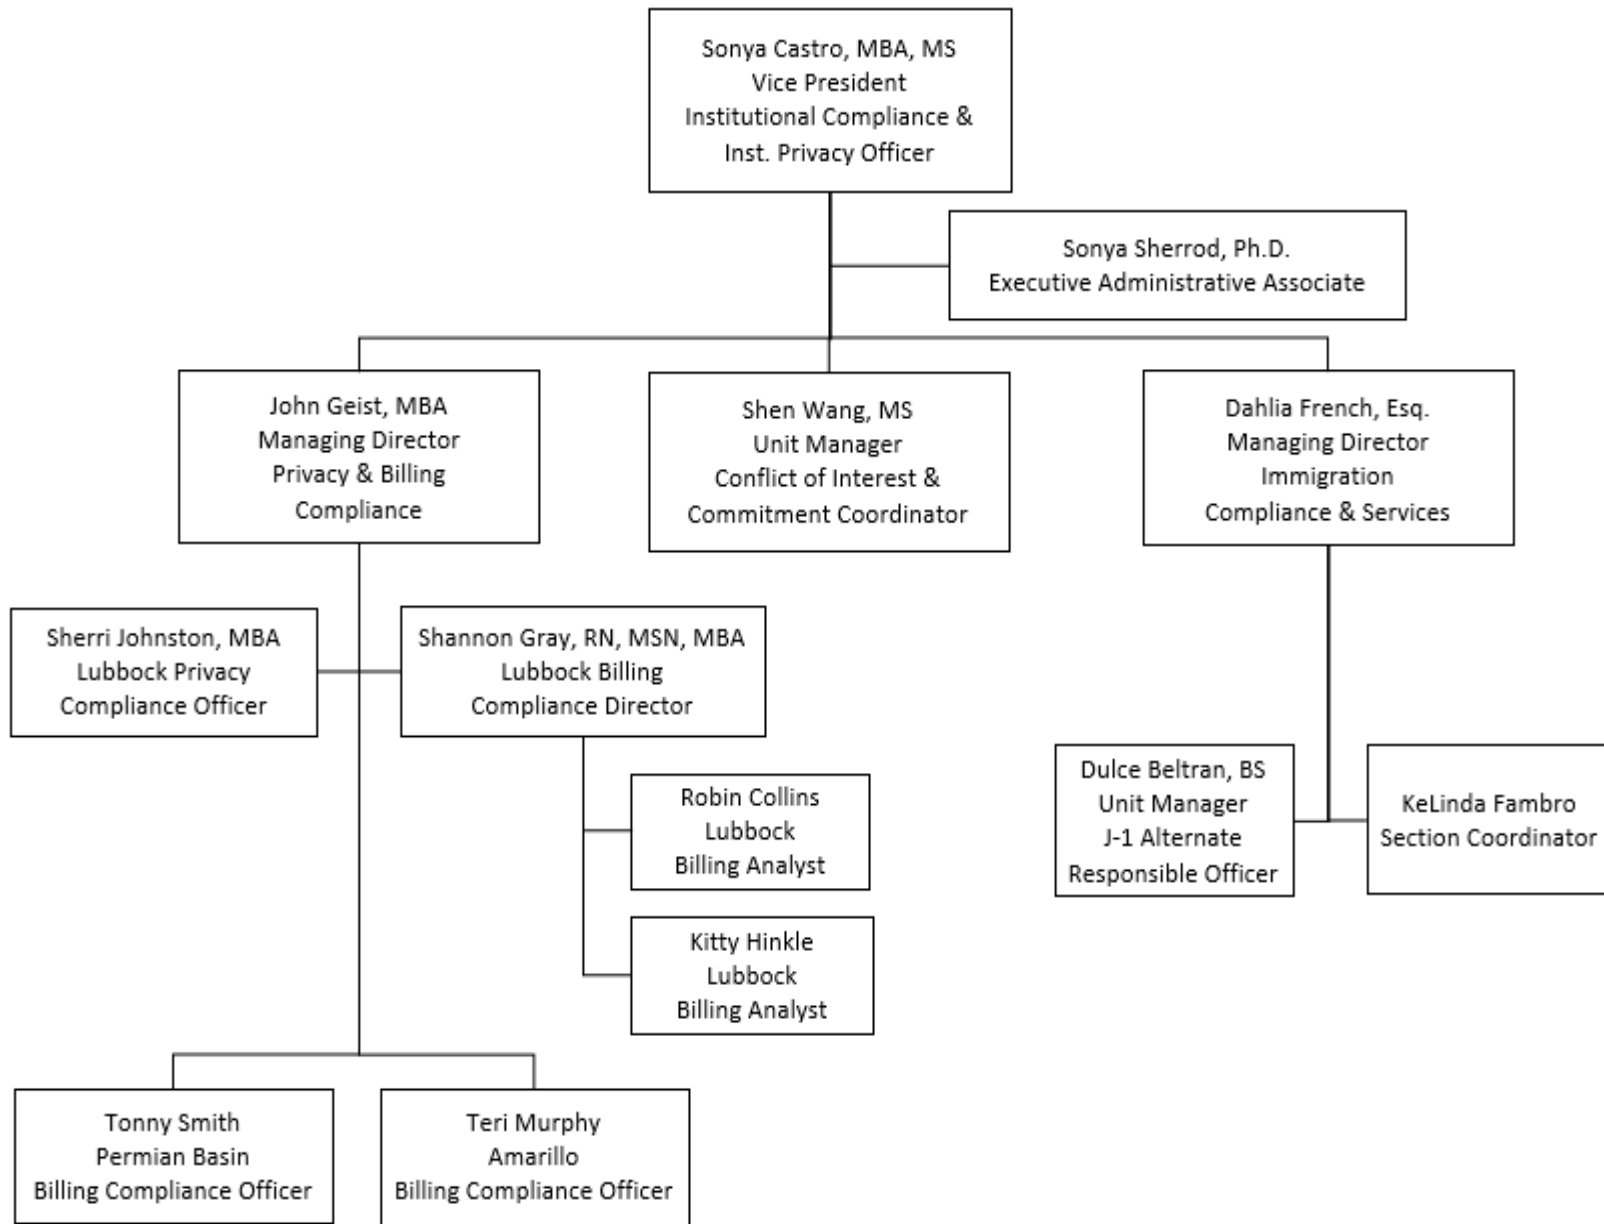 Sonya Castro, MBA, MS
Vice President
Institutional Compliance &
Inst. Privacy Officer
Sonya Sherrod, Ph.D.
Executive Administrative Associate
John Geist, MBA
Managing Director
Privacy & Billing
Compliance
Shen Wang, MS
Unit Manager
Conflict of Interest &
Commitment Coordinator
Dahlia French, Esq.
Managing Director
Immigration
Compliance & Services
Sherri Johnston, MBA
Lubbock Privacy
Compliance Officer
Shannon Gray, RN, MSN, MBA
Lubbock Billing
Compliance Director
Robin Collins
Lubbock
Billing Analyst
Kitty Hinkle
Lubbock
Billing Analyst
Dulce Beltran, BS
Unit Manager
J-1 Alternate
Responsible Officer
KeLinda Fambro
Section Coordinator
Tonny Smith
Permian Basin
Billing Compliance Officer
Teri Murphy
Amarillo
Billing Compliance Officer